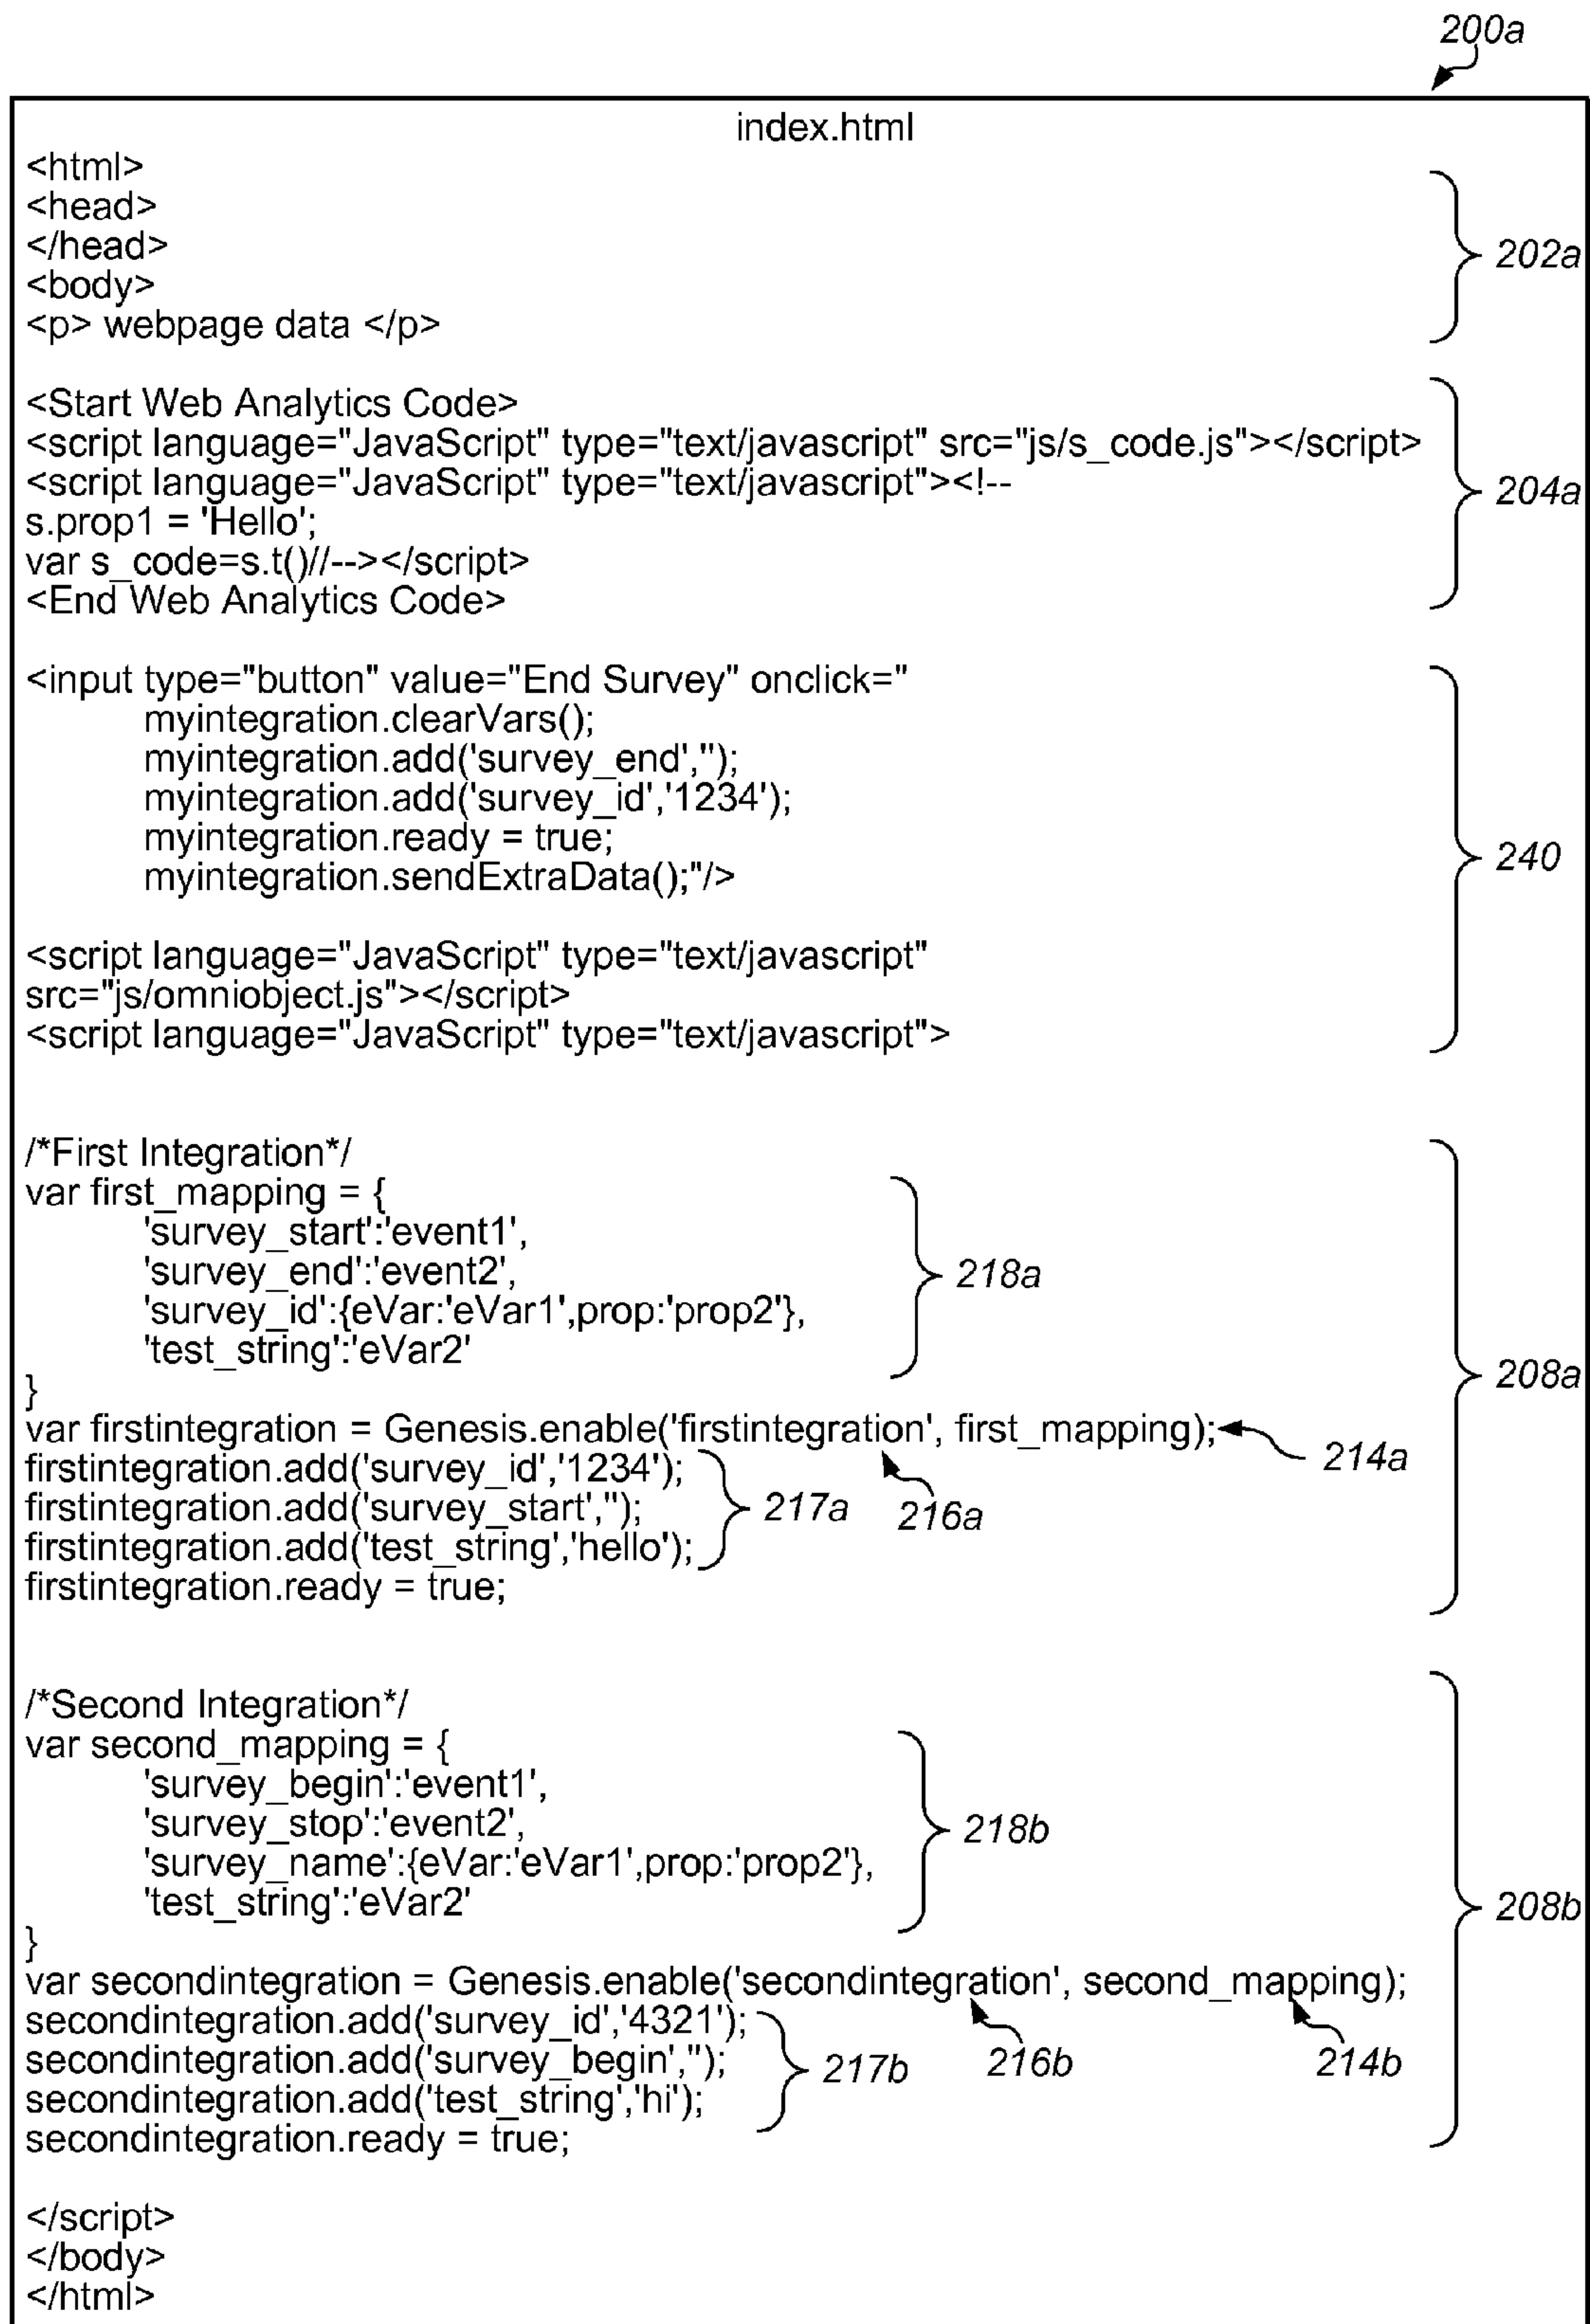 200a
index.html
<html>
<head>
</head>
<body>
<p> webpage data </p>
202a
<Start Web Analytics Code>
<script language="JavaScript" type="text/javascript" src="js/s_code.js"></script>
<script language="JavaScript" type="text/javascript"><!--
s.prop1 = 'Hello';
var s_code=s.t()//--></script>
<End Web Analytics Code>
204a
<input type="button" value="End Survey" onclick="
myintegration.clearVars();
myintegration.add('survey_end','');
myintegration.add('survey_id','1234');
myintegration.ready = true;
myintegration.sendExtraData();"/>
240
<script language="JavaScript" type="text/javascript"
src="js/omniobject.js"></script>
<script language="JavaScript" type="text/javascript">
/*First Integration*/
var first_mapping = {
'survey_start':'event1',
'survey_end':'event2',
'survey_id':{eVar:'eVar1',prop:'prop2'},
'test_string':'eVar2'
218a
}
208a
var firstintegration = Genesis.enable('firstintegration', first_mapping);
214a
firstintegration.add('survey_id','1234');
firstintegration.add('survey_start','');
firstintegration.add('test_string','hello');
217a
216a
firstintegration.ready = true;
/*Second Integration*/
var second_mapping = {
'survey_begin':'event1',
'survey_stop':'event2',
'survey_name':{eVar:'eVar1',prop:'prop2'},
'test_string':'eVar2'
218b
}
208b
var secondintegration = Genesis.enable('secondintegration', second_mapping);
secondintegration.add('survey_id','4321');
secondintegration.add('survey_begin','');
secondintegration.add('test_string','hi');
217b
216b
214b
secondintegration.ready = true;
</script>
</body>
</html>